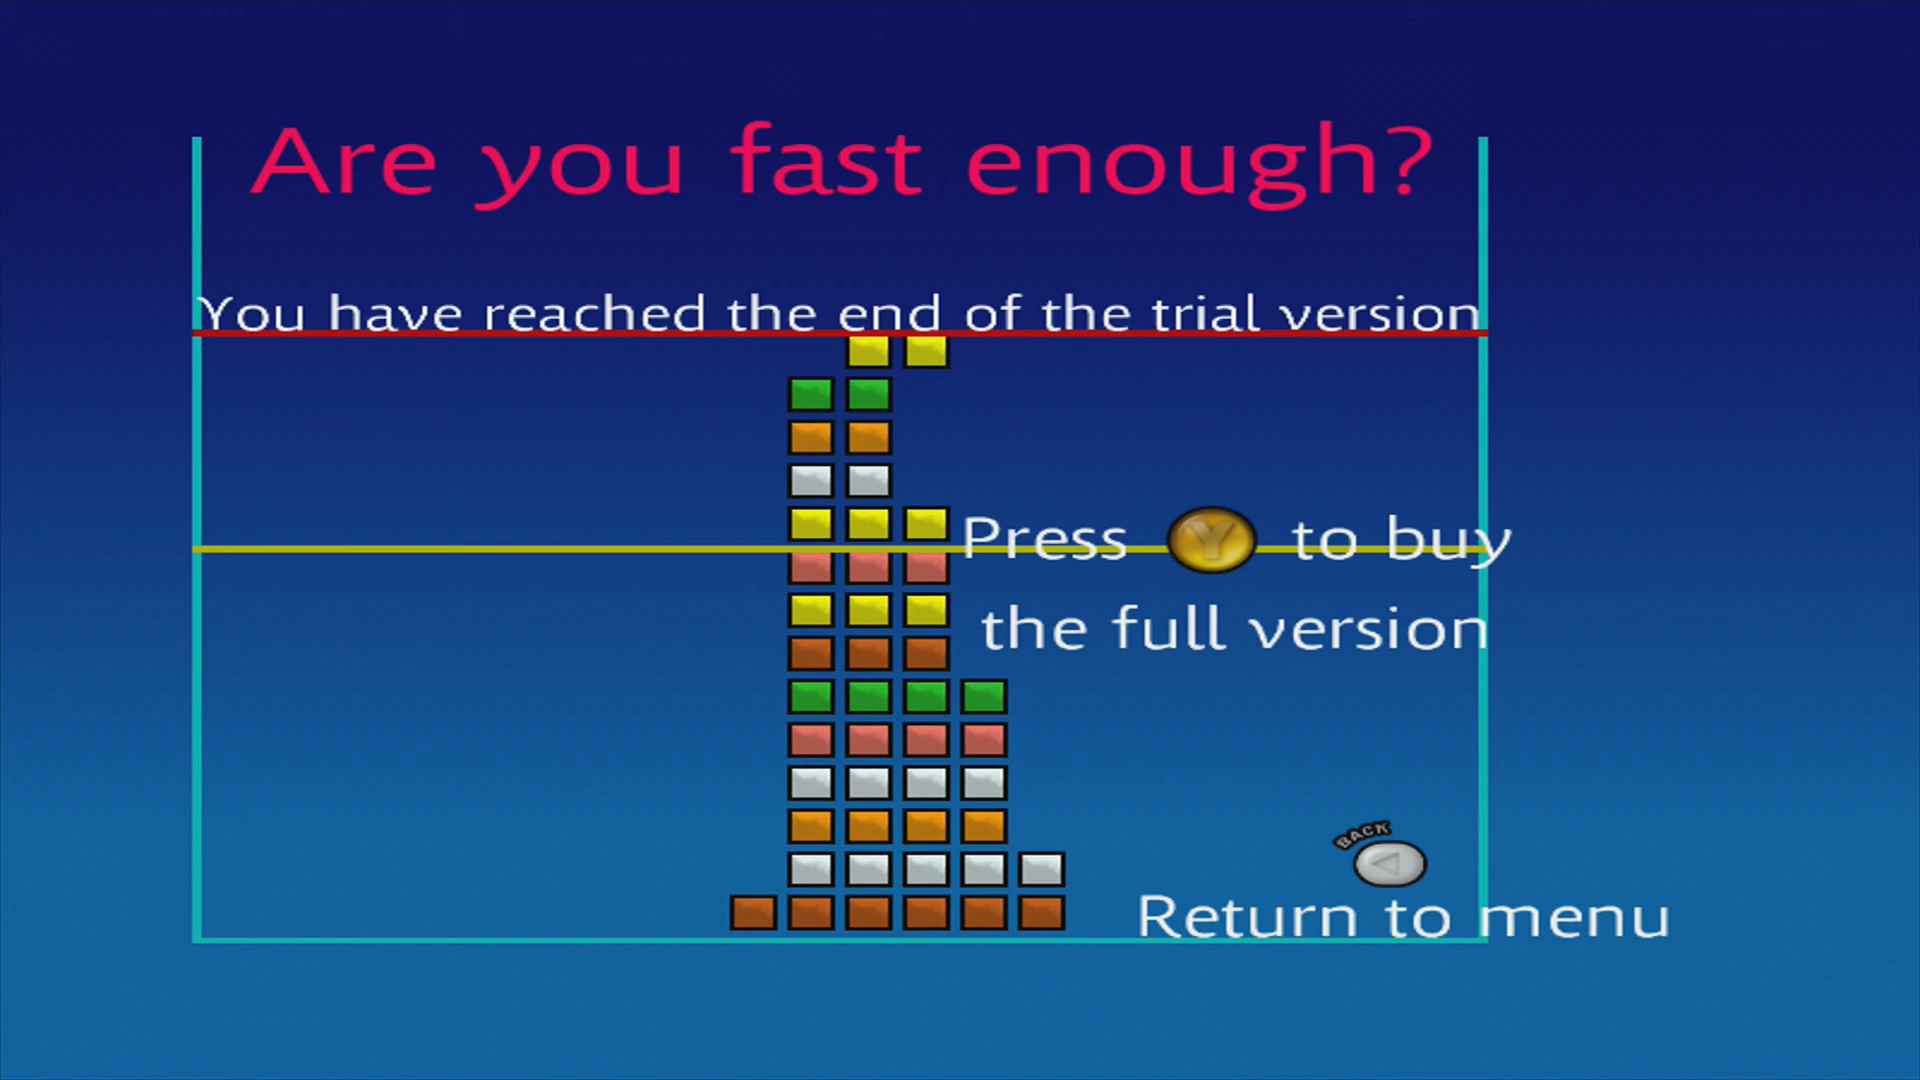 Are you fast enough?
You have reached the end of the trial version
Press Y to buy
the full version
BACK
Return to menu